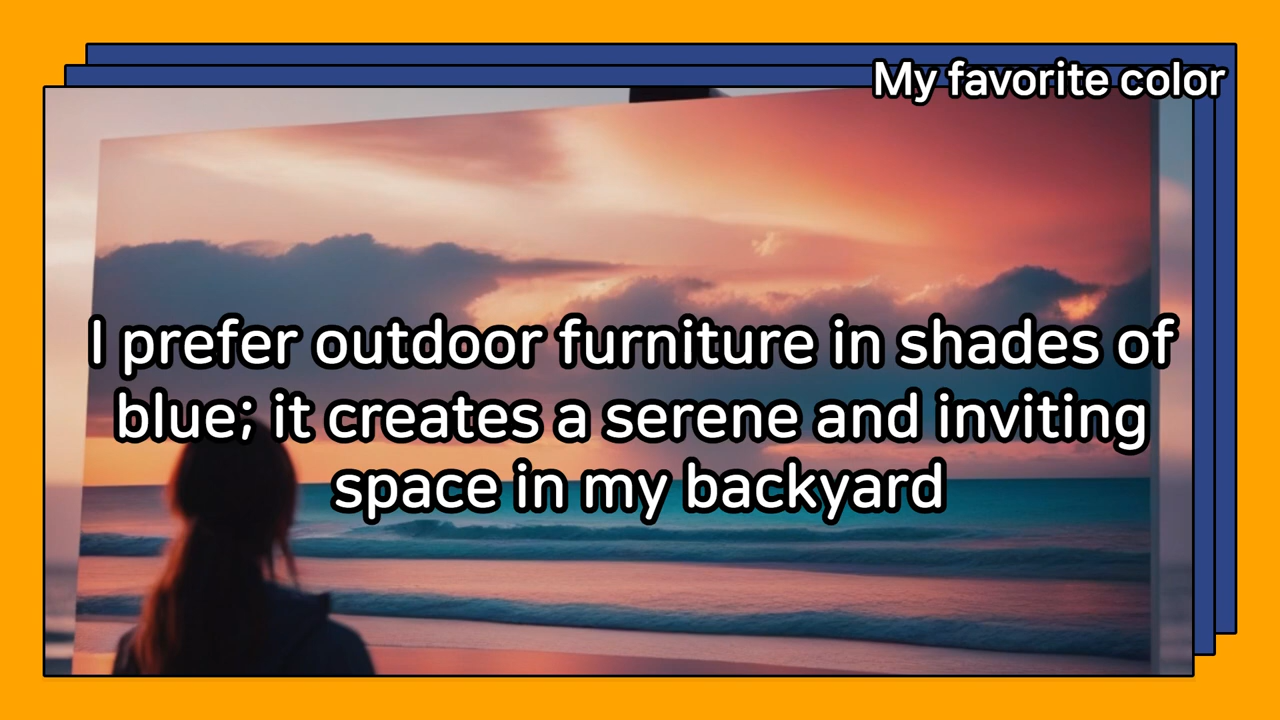 My favorite color
I prefer outdoor furniture in shades of
blue; it creates a serene and inviting
space in my backyard